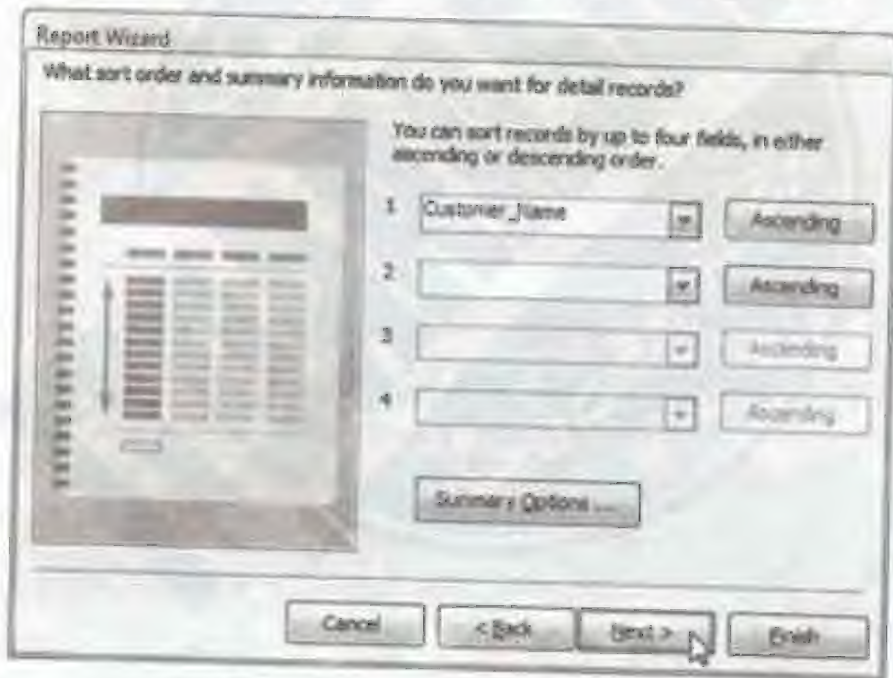 Report Wizard
What sort order and summary information do you want for detail records?
You can sort records by up to four fields, in either
ascending or descending order.
1 Customer_Name Ascending
2 Ascending
3 Ascending
4 Ascending
Summary Options ...
Cancel < Back Next > Finish